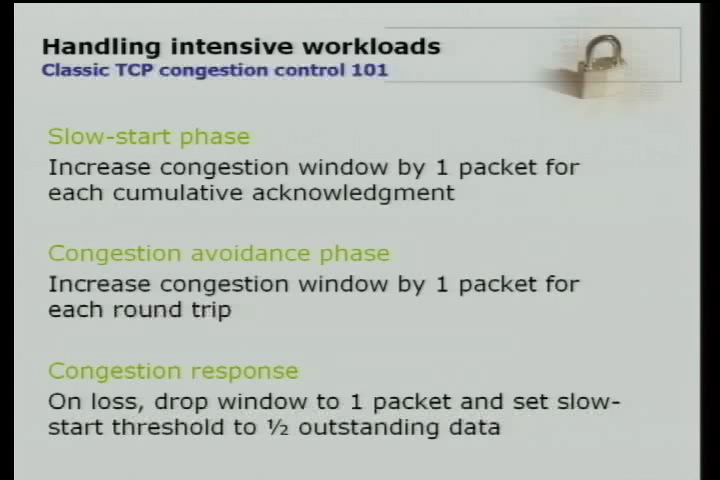 Handling intensive workloads
Classic TCP congestion control 101
Slow-start phase
Increase congestion window by 1 packet for
each cumulative acknowledgment
Congestion avoidance phase
Increase congestion window by 1 packet for
each round trip
Congestion response
On loss, drop window to 1 packet and set slow-
start threshold to ½ outstanding data